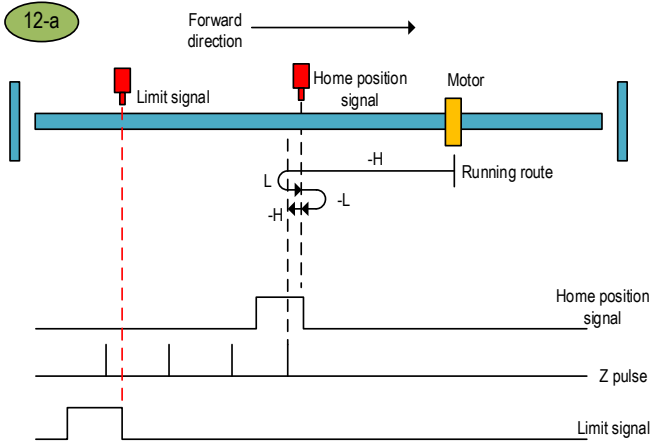 12-a
Forward
direction
Limit signal
Home position
signal
Motor
-H
Running route
L
-L
-H
Home position
signal
Z pulse
Limit signal